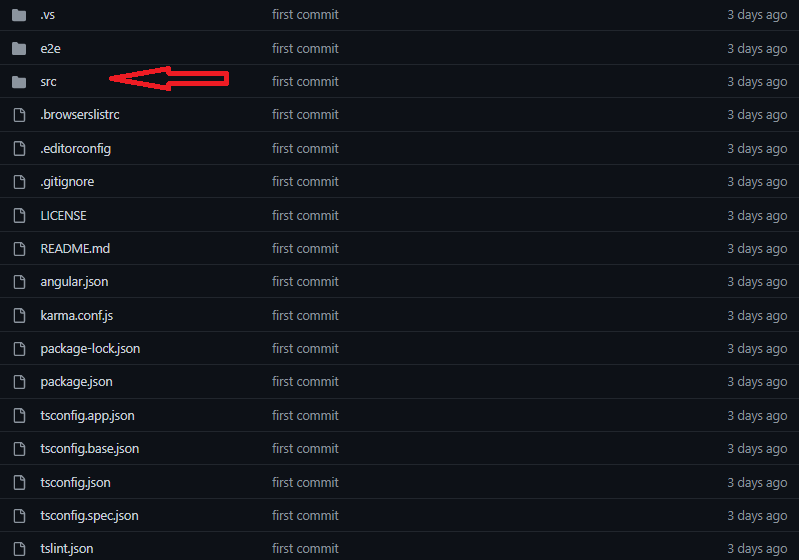 .vs first commit 3 days ago
e2e first commit 3 days ago
src first commit 3 days ago
.browserslistrc first commit 3 days ago
.editorconfig first commit 3 days ago
.gitignore first commit 3 days ago
LICENSE first commit 3 days ago
README.md first commit 3 days ago
angular.json first commit 3 days ago
karma.conf.js first commit 3 days ago
package-lock.json first commit 3 days ago
package.json first commit 3 days ago
tsconfig.app.json first commit 3 days ago
tsconfig.base.json first commit 3 days ago
tsconfig.json first commit 3 days ago
tsconfig.spec.json first commit 3 days ago
tslint.json first commit 3 days ago